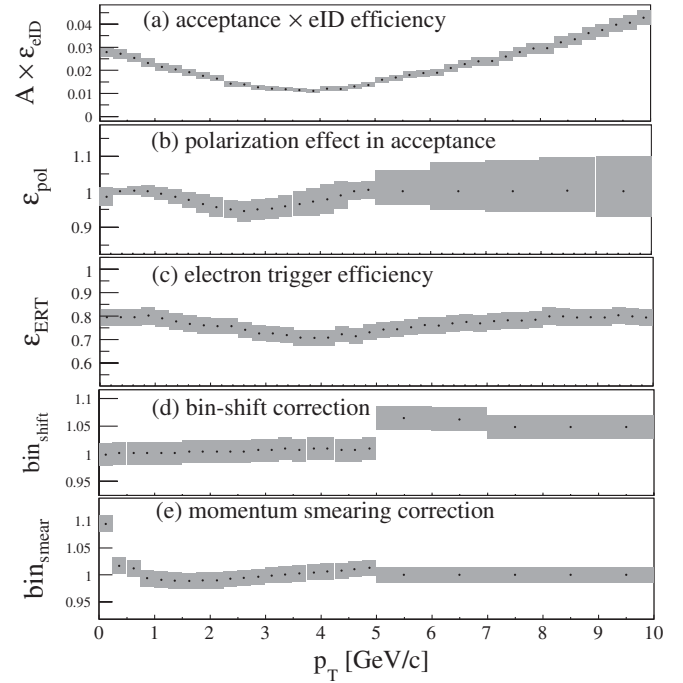 (a) acceptance × eID efficiency
A × ε_eID
0.04
0.03
0.02
0.01
0
(b) polarization effect in acceptance
ε_pol
1.1
1
0.9
(c) electron trigger efficiency
ε_ERT
1
0.9
0.8
0.7
0.6
(d) bin-shift correction
bin_shift
1.1
1.05
1
0.95
(e) momentum smearing correction
bin_smear
1.1
1.05
1
0.95
0 1 2 3 4 5 6 7 8 9 10
p_T [GeV/c]